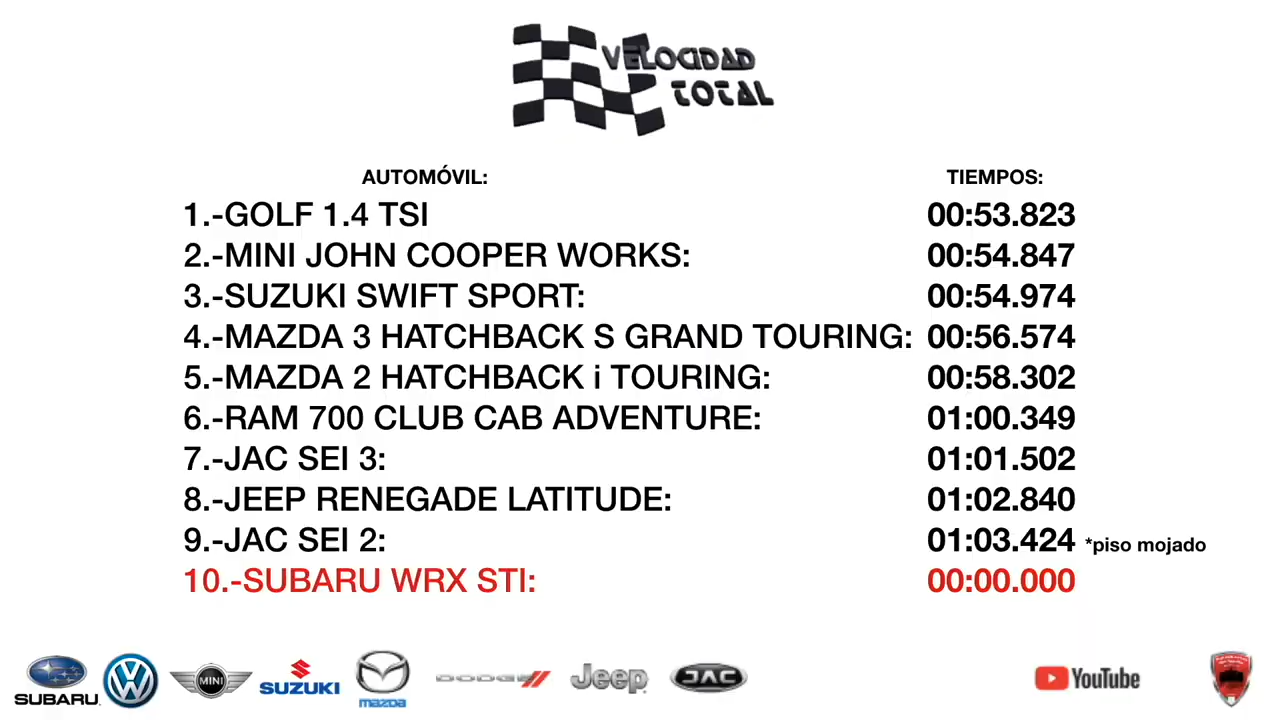 VELOCIDAD
TOTAL
AUTOMÓVIL: TIEMPOS:
1.-GOLF 1.4 TSI 00:53.823
2.-MINI JOHN COOPER WORKS: 00:54.847
3.-SUZUKI SWIFT SPORT: 00:54.974
4.-MAZDA 3 HATCHBACK S GRAND TOURING: 00:56.574
5.-MAZDA 2 HATCHBACK i TOURING: 00:58.302
6.-RAM 700 CLUB CAB ADVENTURE: 01:00.349
7.-JAC SEI 3: 01:01.502
8.-JEEP RENEGADE LATITUDE: 01:02.840
9.-JAC SEI 2: 01:03.424 *piso mojado
10.-SUBARU WRX STI: 00:00.000
SUBARU MINI SUZUKI mazda DODGE Jeep JAC YouTube